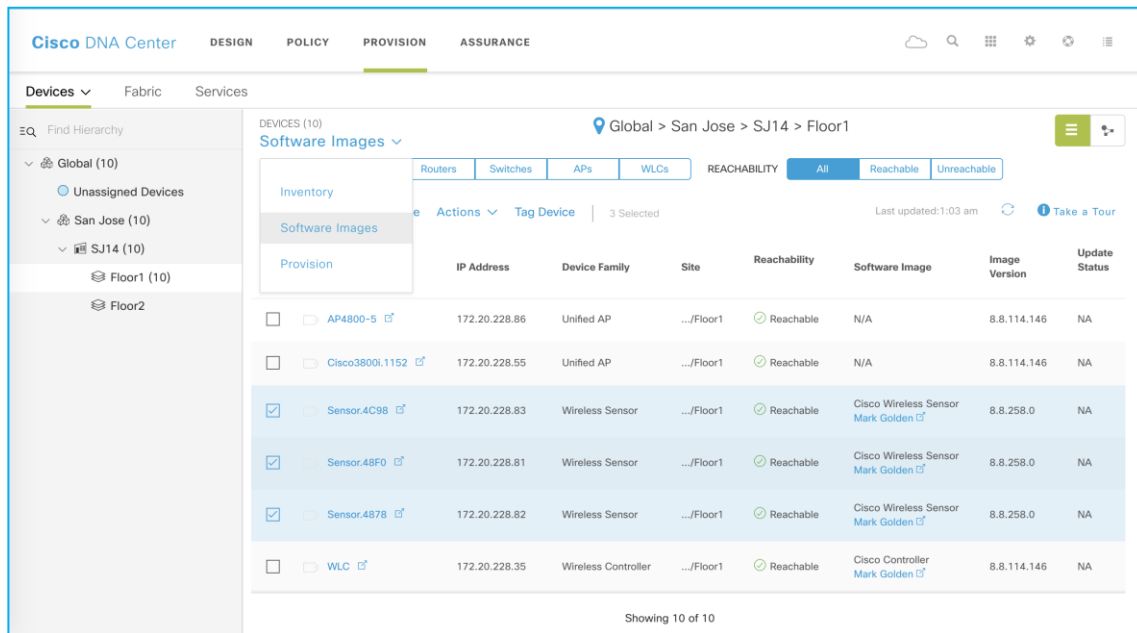 Cisco DNA Center DESIGN POLICY PROVISION ASSURANCE
Devices Fabric Services
Find Hierarchy
Global (10)
Unassigned Devices
San Jose (10)
SJ14 (10)
Floor1 (10)
Floor2
DEVICES (10)
Software Images
Global > San Jose > SJ14 > Floor1
Inventory
Software Images
Provision
Routers Switches APs WLCs REACHABILITY All Reachable Unreachable
e Actions Tag Device | 3 Selected Last updated:1:03 am Take a Tour
IP Address Device Family Site Reachability Software Image Image Version Update Status
AP4800-5 172.20.228.86 Unified AP .../Floor1 Reachable N/A 8.8.114.146 NA
Cisco3800i.1152 172.20.228.55 Unified AP .../Floor1 Reachable N/A 8.8.114.146 NA
Sensor.4C98 172.20.228.83 Wireless Sensor .../Floor1 Reachable Cisco Wireless Sensor Mark Golden 8.8.258.0 NA
Sensor.48F0 172.20.228.81 Wireless Sensor .../Floor1 Reachable Cisco Wireless Sensor Mark Golden 8.8.258.0 NA
Sensor.4878 172.20.228.82 Wireless Sensor .../Floor1 Reachable Cisco Wireless Sensor Mark Golden 8.8.258.0 NA
WLC 172.20.228.35 Wireless Controller .../Floor1 Reachable Cisco Controller Mark Golden 8.8.114.146 NA
Showing 10 of 10